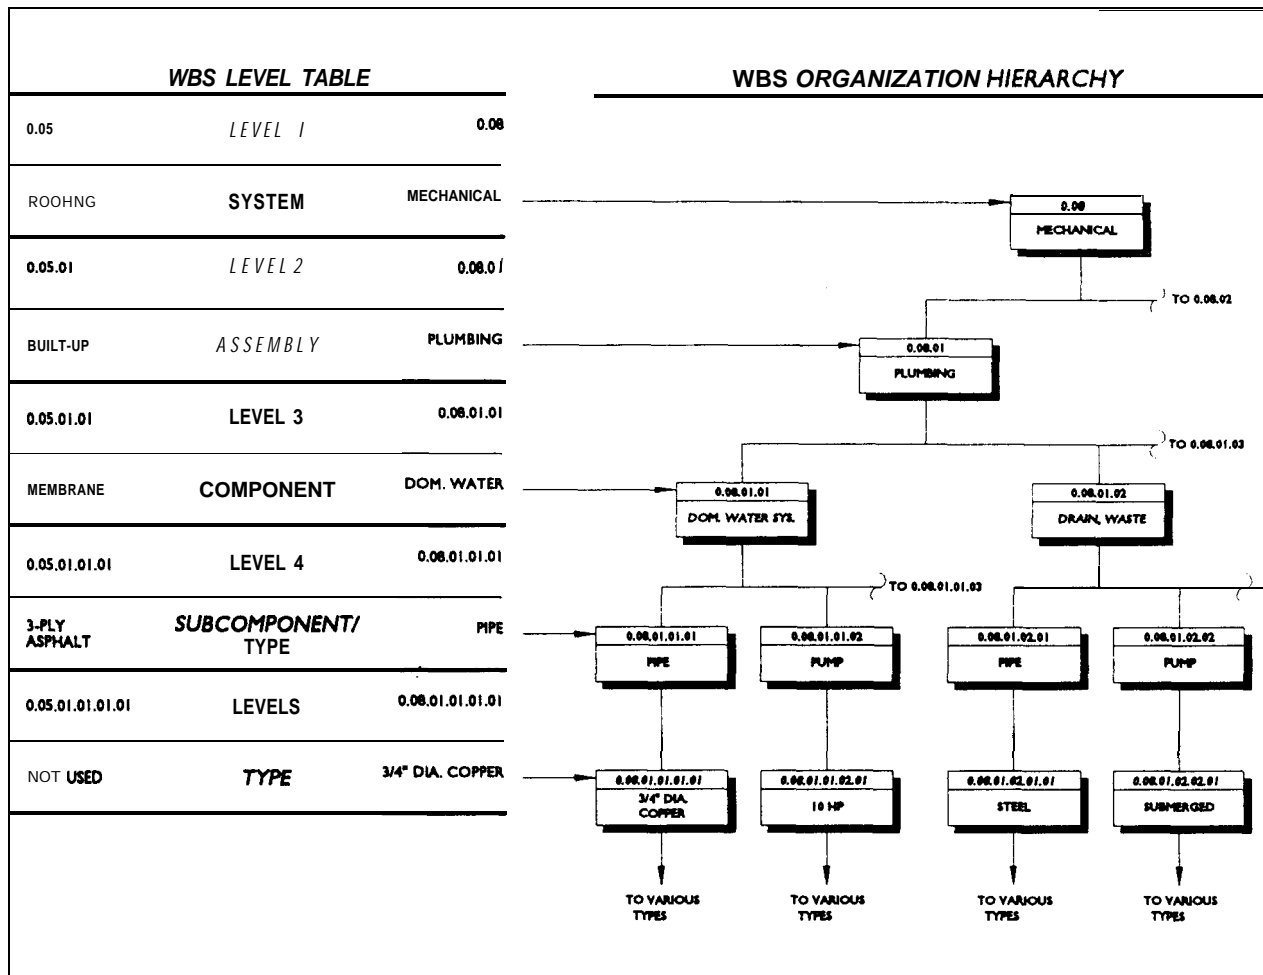 WBS LEVEL TABLE
0.05 LEVEL 1 0.08
ROOHNG SYSTEM MECHANICAL
0.05.01 LEVEL 2 0.08.01
BUILT-UP ASSEMBLY PLUMBING
0.05.01.01 LEVEL 3 0.08.01.01
MEMBRANE COMPONENT DOM. WATER
0.05.01.01.01 LEVEL 4 0.08.01.01.01
3-PLY
ASPHALT
SUBCOMPONENT/
TYPE
PIPE
0.05.01.01.01.01 LEVELS 0.08.01.01.01.01
NOT USED TYPE 3/4" DIA. COPPER
WBS ORGANIZATION HIERARCHY
0.08
MECHANICAL
TO 0.08.02
0.08.01
PLUMBING
TO 0.08.01.03
0.08.01.01
DOM. WATER SYS.
0.08.01.02
DRAIN, WASTE
TO 0.08.01.01.03
0.08.01.01.01
PIPE
0.08.01.01.02
PUMP
0.08.01.02.01
PIPE
0.08.01.02.02
PUMP
0.08.01.01.01.01
3/4" DIA.
COPPER
0.08.01.01.02.01
10 HP
0.08.01.02.01.01
STEEL
0.08.01.02.02.01
SUBMERGED
TO VARIOUS
TYPES
TO VARIOUS
TYPES
TO VARIOUS
TYPES
TO VARIOUS
TYPES